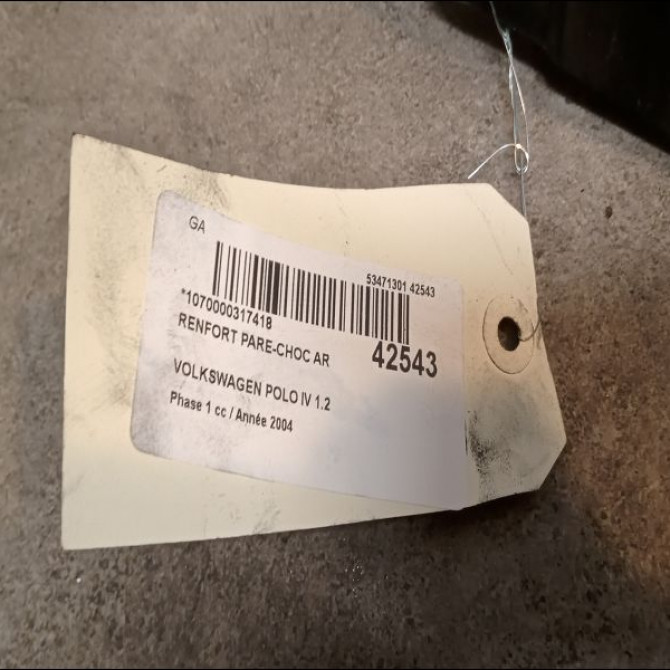 GA
53471301 42543
*1070000317418
RENFORT PARE-CHOC AR
42543
VOLKSWAGEN POLO IV 1.2
Phase 1 cc / Année 2004